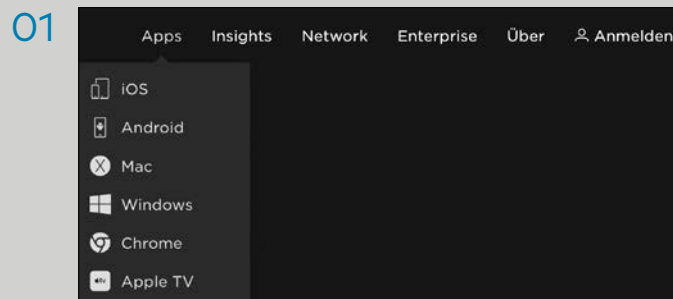 01
Apps Insights Network Enterprise Über Anmelden
iOS
Android
Mac
Windows
Chrome
Apple TV